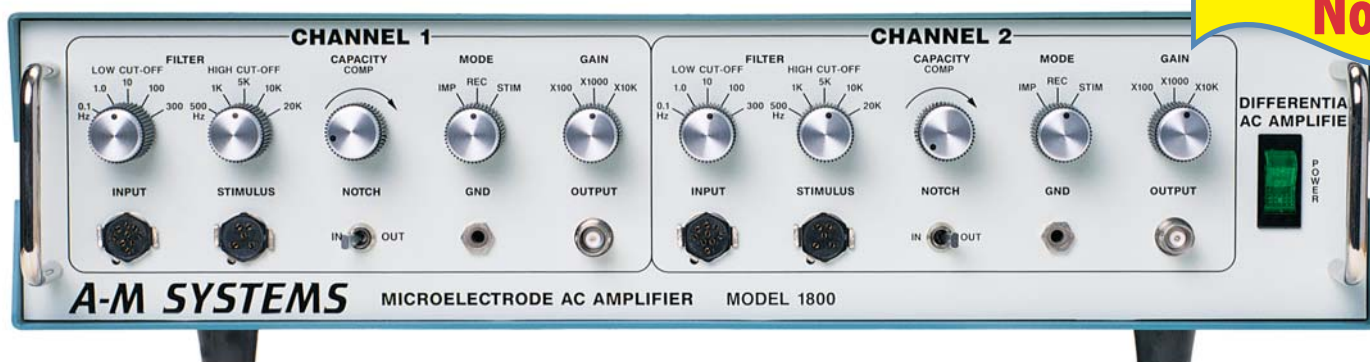 No
CHANNEL 1
FILTER
LOW CUT-OFF
HIGH CUT-OFF
0.1 Hz 1.0 10 100 300
500 Hz 1K 5K 10K 20K
CAPACITY
COMP
MODE
IMP REC STIM
GAIN
X100 X1000 X10K
INPUT STIMULUS NOTCH GND OUTPUT
IN OUT
CHANNEL 2
FILTER
LOW CUT-OFF
HIGH CUT-OFF
0.1 Hz 1.0 10 100 300
500 Hz 1K 5K 10K 20K
CAPACITY
COMP
MODE
IMP REC STIM
GAIN
X100 X1000 X10K
INPUT STIMULUS NOTCH GND OUTPUT
IN OUT
DIFFERENTIA
AC AMPLIFIE
POWER
A-M SYSTEMS MICROELECTRODE AC AMPLIFIER MODEL 1800